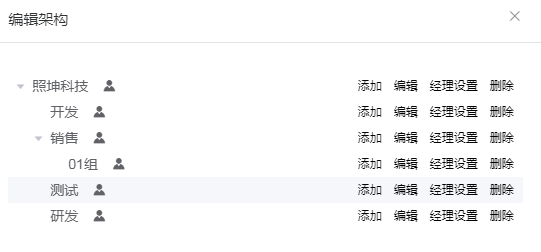 编辑架构
照坤科技 添加 编辑 经理设置 删除
开发 添加 编辑 经理设置 删除
销售 添加 编辑 经理设置 删除
01组 添加 编辑 经理设置 删除
测试 添加 编辑 经理设置 删除
研发 添加 编辑 经理设置 删除